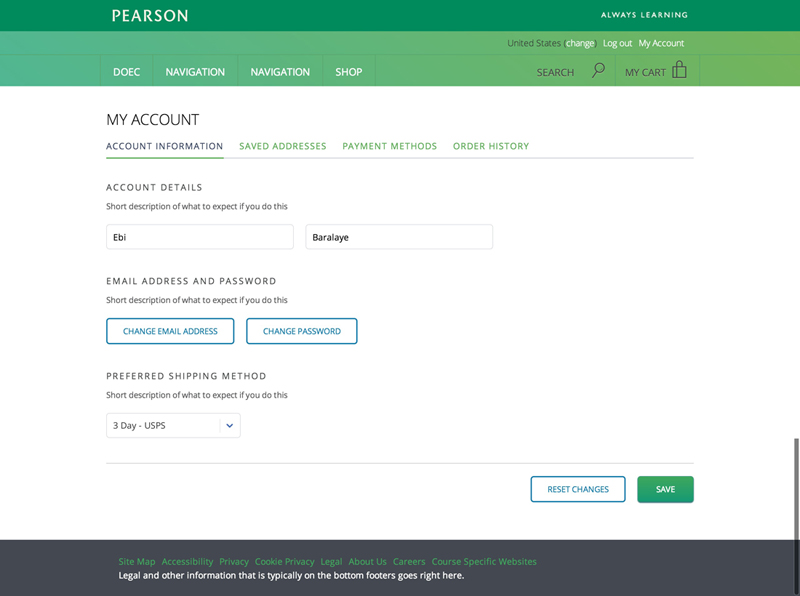 PEARSON
ALWAYS LEARNING
United States (change) Log out My Account
DOEC NAVIGATION NAVIGATION SHOP SEARCH MY CART
MY ACCOUNT
ACCOUNT INFORMATION SAVED ADDRESSES PAYMENT METHODS ORDER HISTORY
ACCOUNT DETAILS
Short description of what to expect if you do this
Ebi Baralaye
EMAIL ADDRESS AND PASSWORD
Short description of what to expect if you do this
CHANGE EMAIL ADDRESS CHANGE PASSWORD
PREFERRED SHIPPING METHOD
Short description of what to expect if you do this
3 Day - USPS
RESET CHANGES SAVE
Site Map Accessibility Privacy Cookie Privacy Legal About Us Careers Course Specific Websites
Legal and other information that is typically on the bottom footers goes right here.